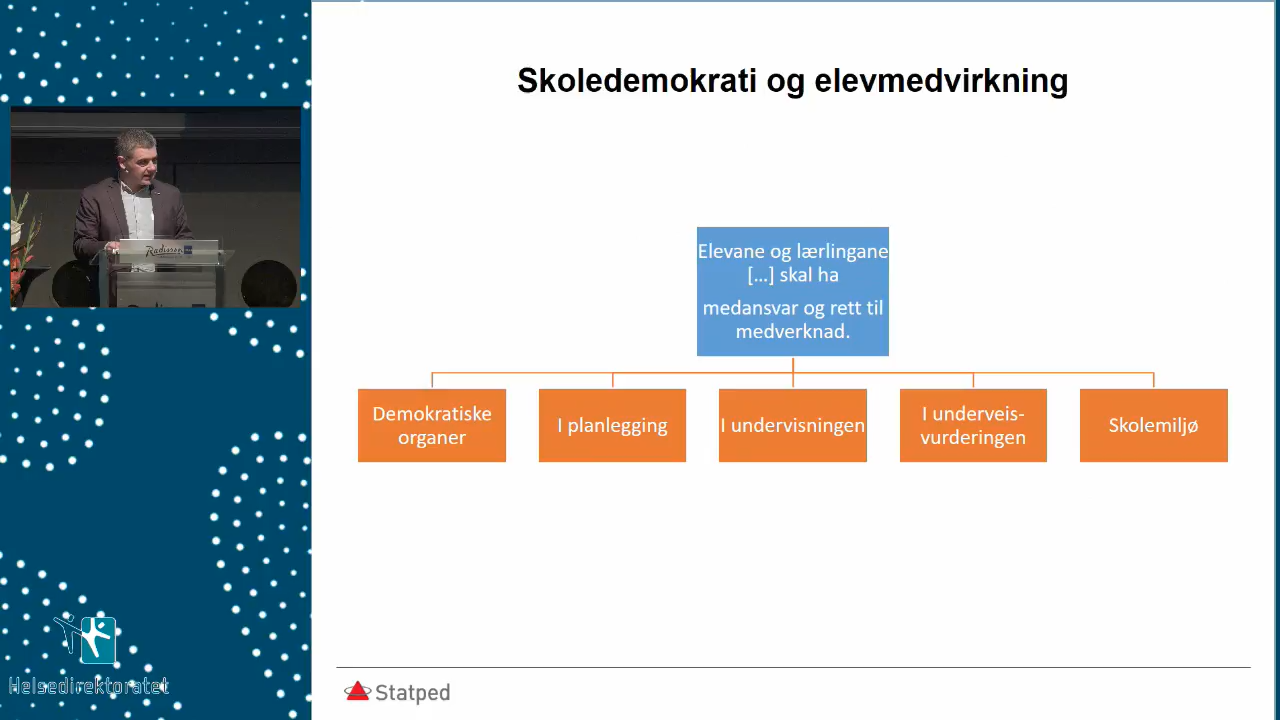 Skoledemokrati og elevmedvirkning
Radisson
Elevane og lærlingane
[...] skal ha
medansvar og rett til
medverknad.
Demokratiske
organer
I planlegging
I undervisningen
I underveis-
vurderingen
Skolemiljø
Helsedirektoratet
Statped